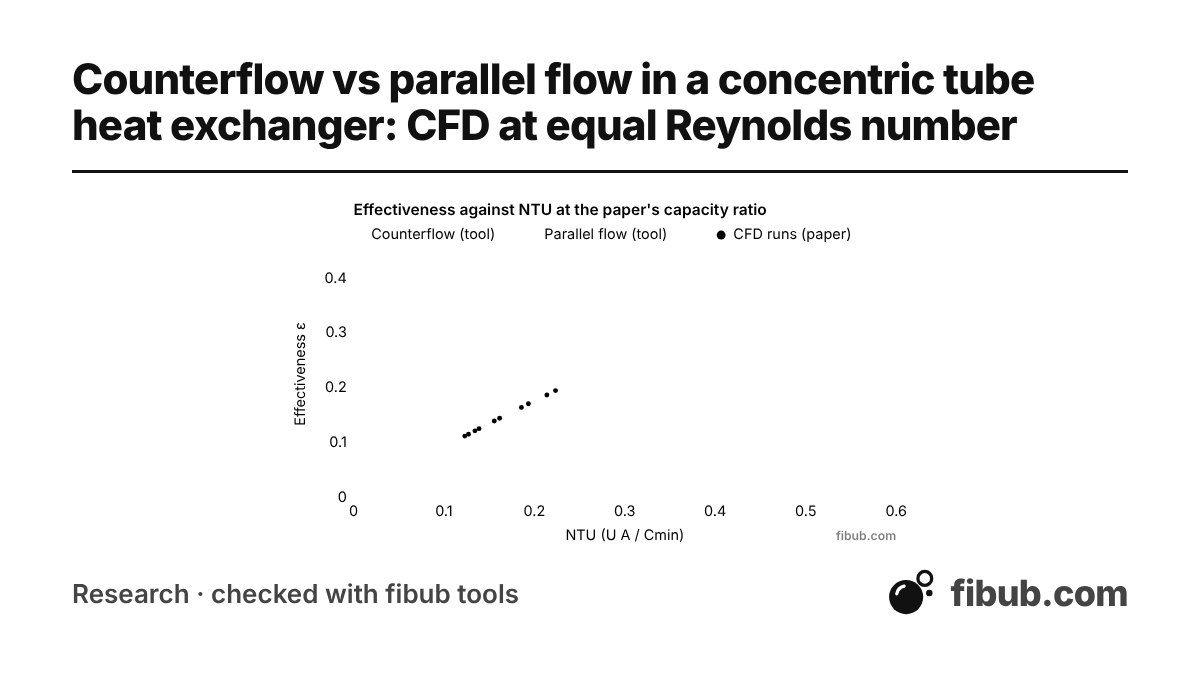 Counterflow vs parallel flow in a concentric tube
heat exchanger: CFD at equal Reynolds number
Effectiveness against NTU at the paper's capacity ratio
Counterflow (tool) Parallel flow (tool) CFD runs (paper)
0.4
0.3
0.2
0.1
0
Effectiveness ε
0 0.1 0.2 0.3 0.4 0.5 0.6
NTU (U A / Cmin)
fibub.com
Research · checked with fibub tools
fibub.com